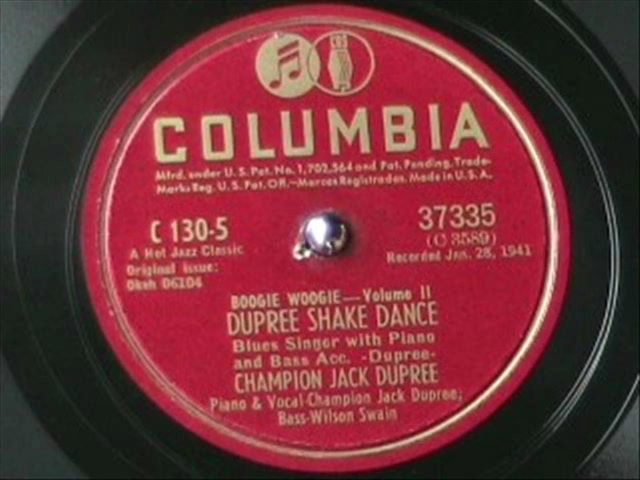 CBS
COLUMBIA
Mfrd. under U.S. Pat. No. 1,702,564 and Pat. Pending. Trade-
Marks Reg. U.S. Pat. Off.-Marcas Registradas. Made in U.S.A.
C 130-5
37335
(C 3589)
A Hot Jazz Classic
Recorded Jan. 28, 1941
Original issue:
Okeh 06104
BOOGIE WOOGIE—Volume II
DUPREE SHAKE DANCE
Blues Singer with Piano
and Bass Acc. -Dupree-
CHAMPION JACK DUPREE
Piano & Vocal-Champion Jack Dupree;
Bass-Wilson Swain